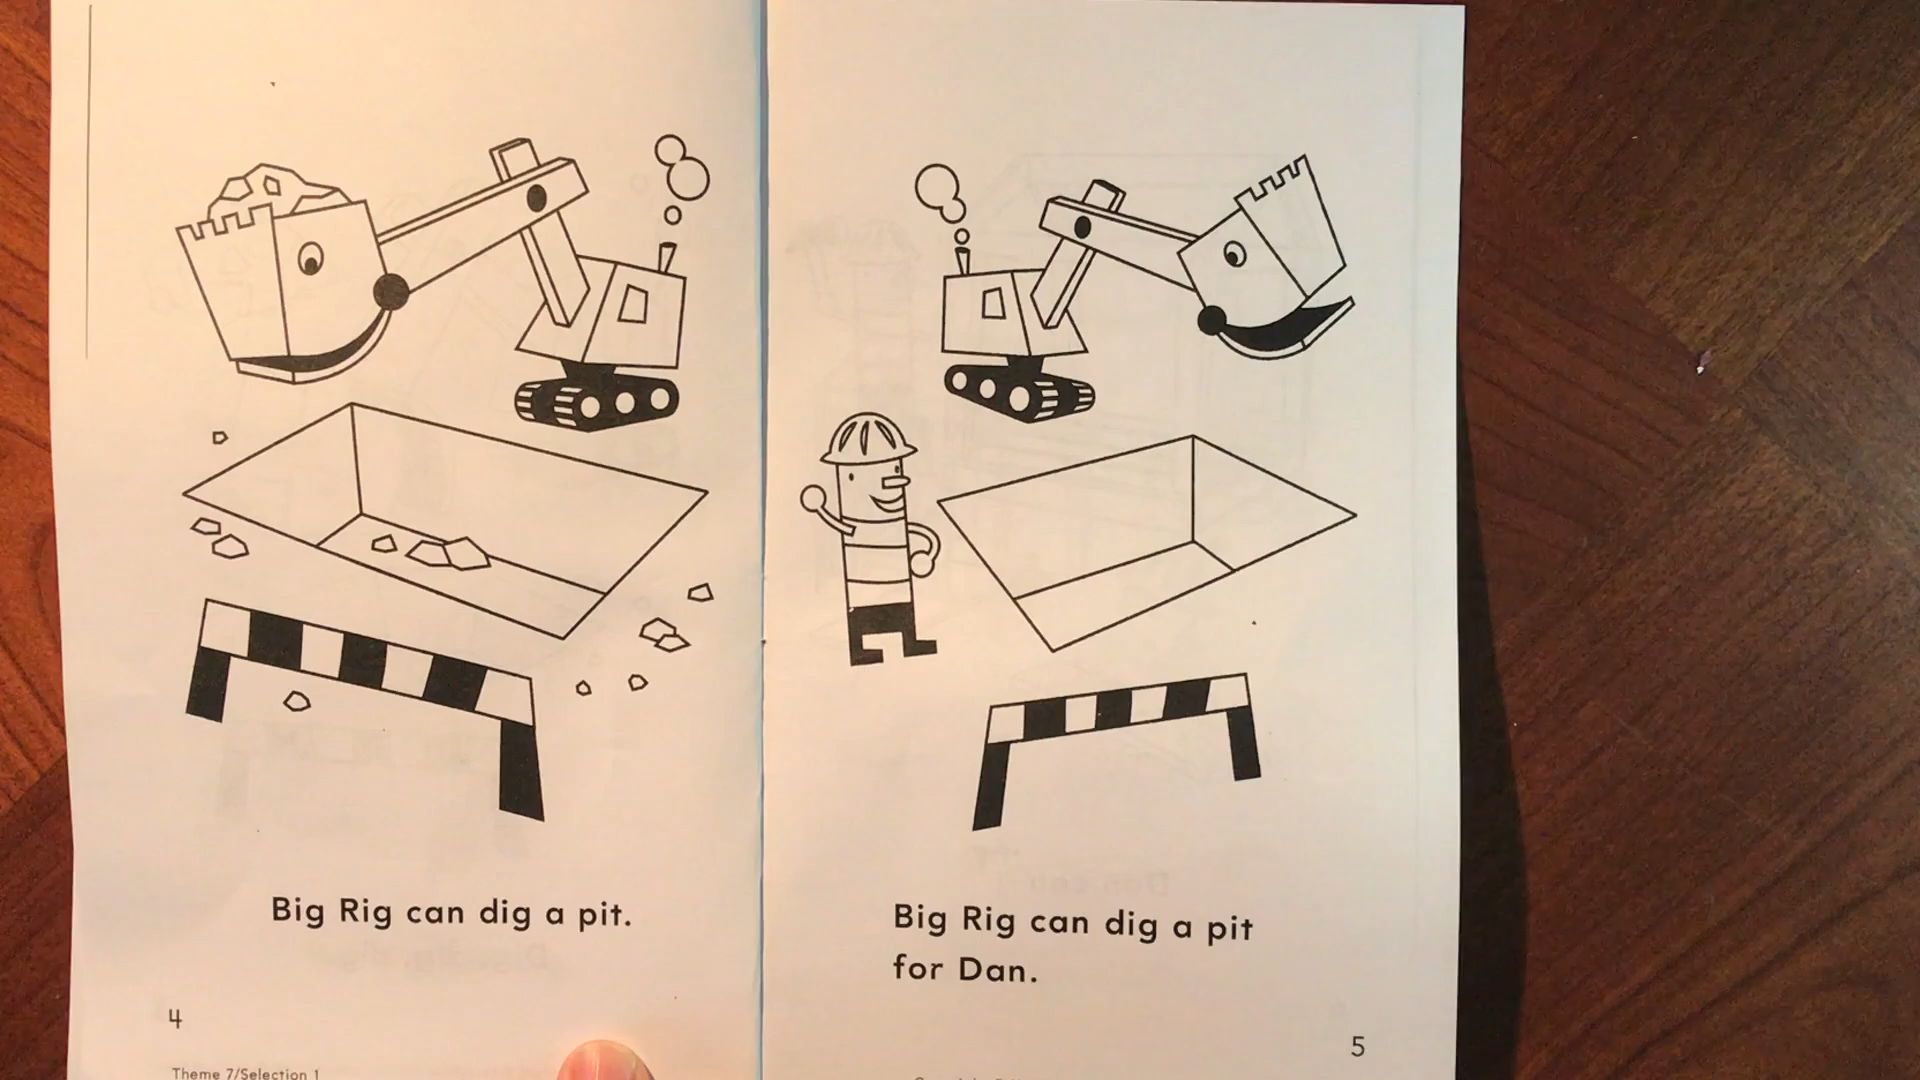 Big Rig can dig a pit.
4
Theme 7/Selection 1
Big Rig can dig a pit
for Dan.
5